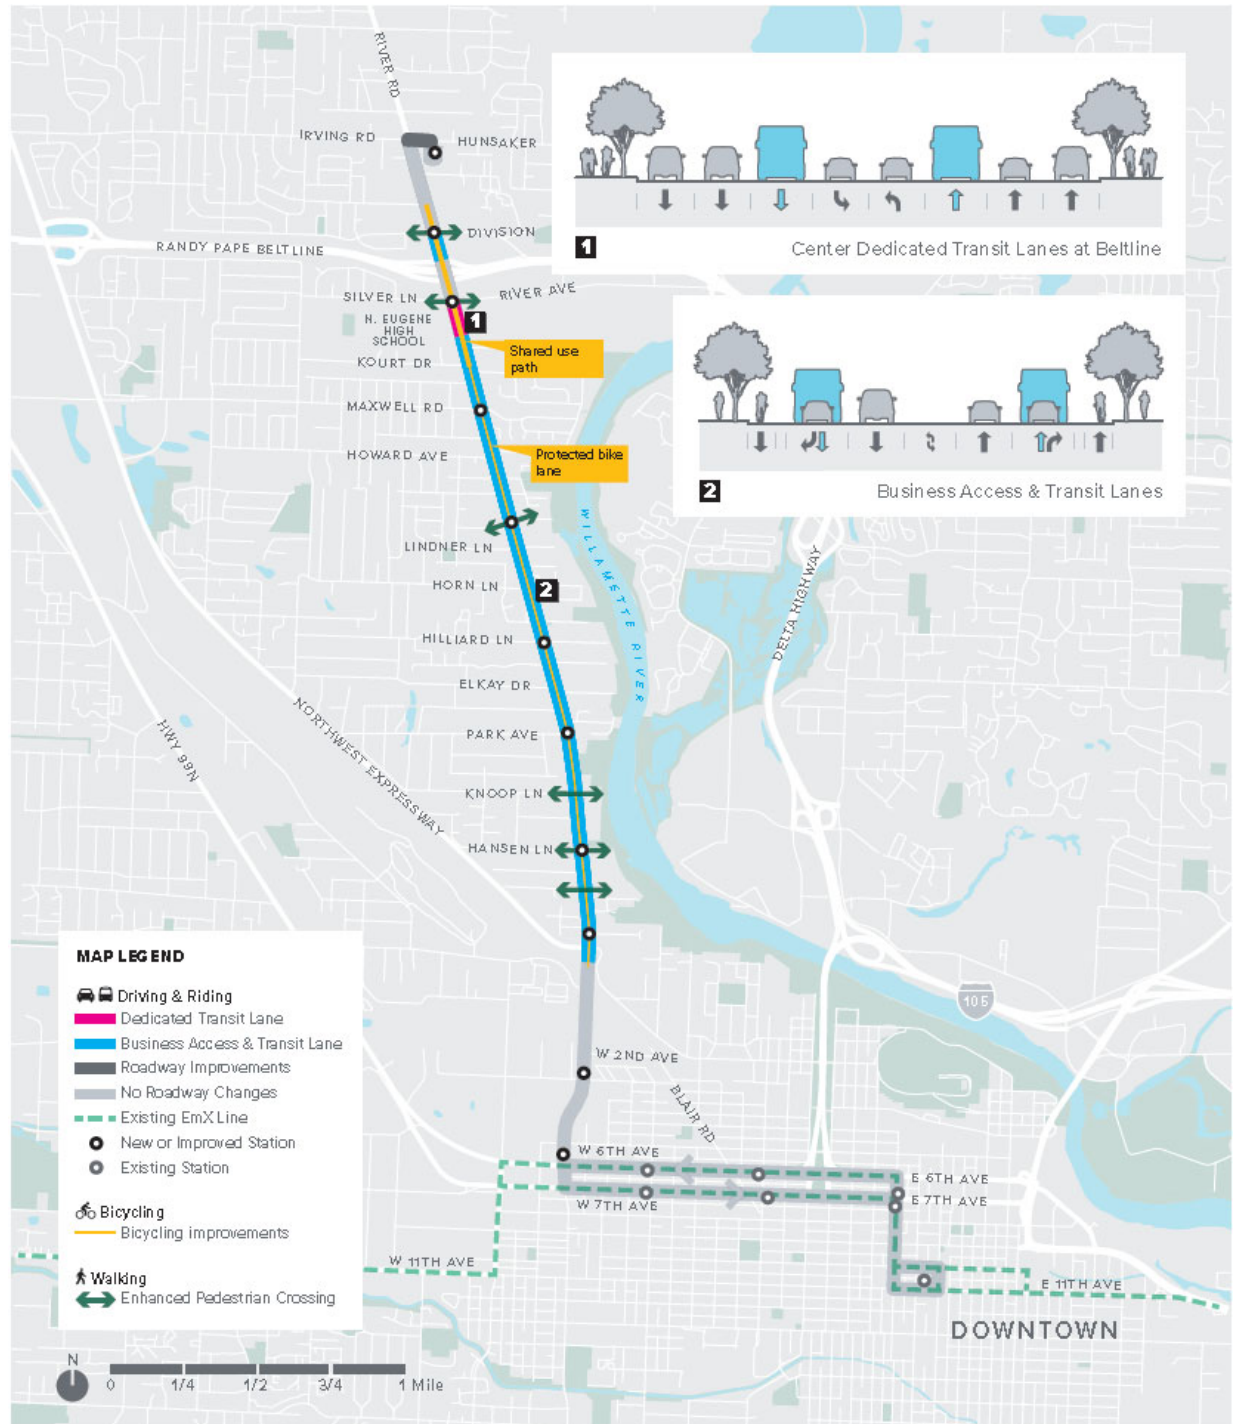 RIVER RD
IRVING RD
HUNSAKER
DIVISION
RANDY PAPE BELTLINE
SILVER LN
RIVER AVE
N. EUGENE
HIGH
SCHOOL
1
KOURT DR
Shared use
path
MAXWELL RD
HOWARD AVE
Protected bike
lane
LINDNER LN
HORN LN
2
HILLIARD LN
ELKAY DR
PARK AVE
KNOOP LN
HANSEN LN
WILLAMETTE RIVER
DELTA HIGHWAY
NORTHWEST EXPRESSWAY
HWY 99N
105
W 2ND AVE
BLAIR RD
W 6TH AVE
E 6TH AVE
W 7TH AVE
E 7TH AVE
W 11TH AVE
E 11TH AVE
DOWNTOWN
1
Center Dedicated Transit Lanes at Beltline
2
Business Access & Transit Lanes
MAP LEGEND
Driving & Riding
Dedicated Transit Lane
Business Access & Transit Lane
Roadway Improvements
No Roadway Changes
Existing EmX Line
New or Improved Station
Existing Station
Bicycling
Bicycling improvements
Walking
Enhanced Pedestrian Crossing
N
0 1/4 1/2 3/4 1 Mile